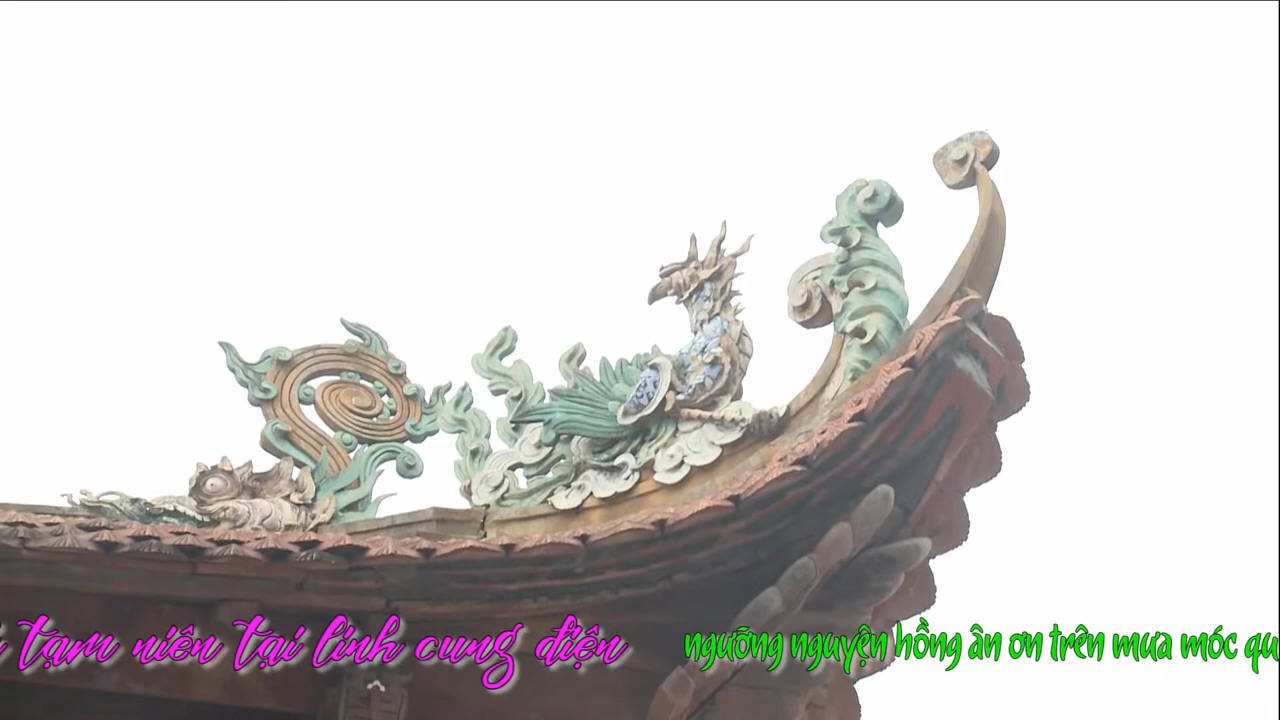 tạm niên tại linh cung điện
ngưỡng nguyện hồng ân ơn trên mưa móc